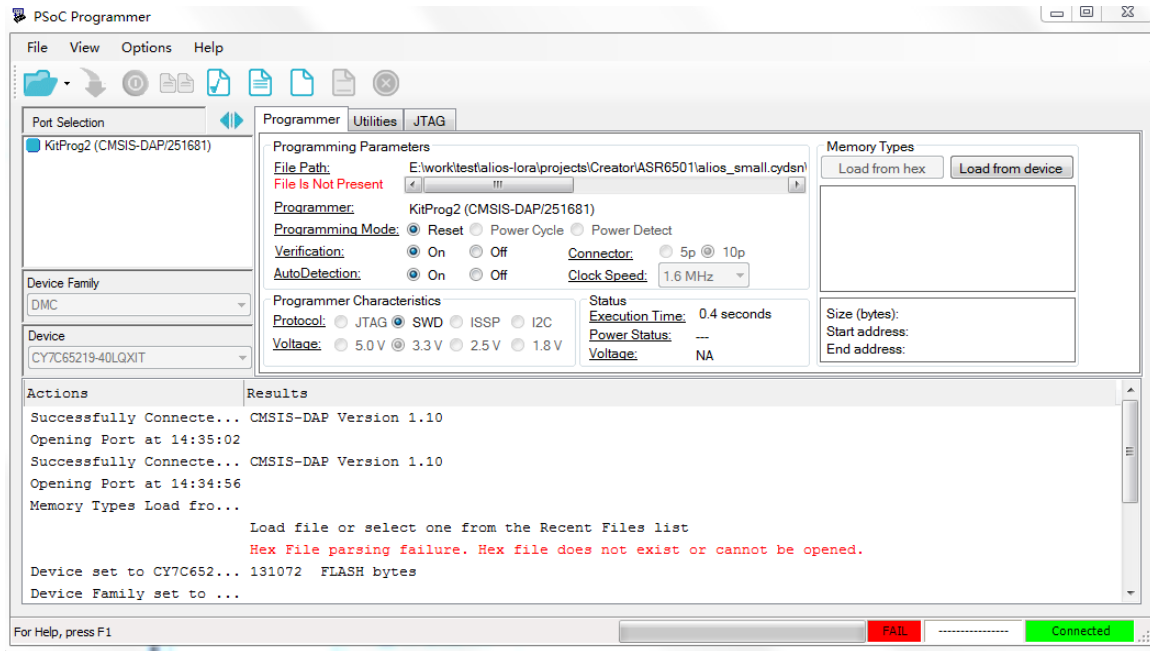 PSoC Programmer
File View Options Help
Port Selection
KitProg2 (CMSIS-DAP/251681)
Device Family
DMC
Device
CY7C65219-40LQXIT
Programmer Utilities JTAG
Programming Parameters
File Path: E:\work\test\alios-lora\projects\Creator\ASR6501\alios_small.cydsn\
File Is Not Present
Programmer: KitProg2 (CMSIS-DAP/251681)
Programming Mode: Reset Power Cycle Power Detect
Verification: On Off Connector: 5p 10p
AutoDetection: On Off Clock Speed: 1.6 MHz
Programmer Characteristics
Protocol: JTAG SWD ISSP I2C
Voltage: 5.0 V 3.3 V 2.5 V 1.8 V
Status
Execution Time: 0.4 seconds
Power Status: ---
Voltage: NA
Memory Types
Load from hex Load from device
Size (bytes):
Start address:
End address:
Actions Results
Successfully Connecte... CMSIS-DAP Version 1.10
Opening Port at 14:35:02
Successfully Connecte... CMSIS-DAP Version 1.10
Opening Port at 14:34:56
Memory Types Load fro...
Load file or select one from the Recent Files list
Hex File parsing failure. Hex file does not exist or cannot be opened.
Device set to CY7C652... 131072 FLASH bytes
Device Family set to ...
For Help, press F1 FAIL ---------------- Connected